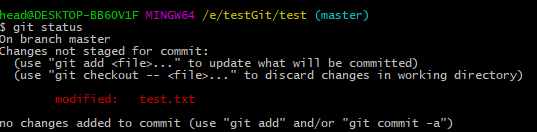 head@DESKTOP-BB6OV1F MINGW64 /e/testGit/test (master)
$ git status
On branch master
Changes not staged for commit:
  (use "git add <file>..." to update what will be committed)
  (use "git checkout -- <file>..." to discard changes in working directory)
        modified:   test.txt
no changes added to commit (use "git add" and/or "git commit -a")